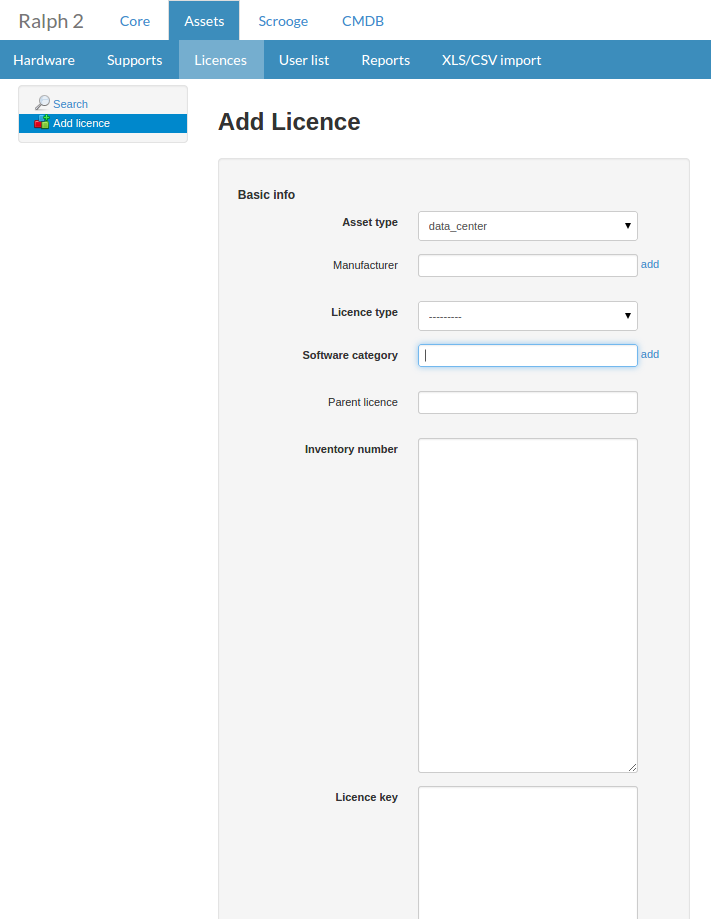 Ralph 2 Core Assets Scrooge CMDB
Hardware Supports Licences User list Reports XLS/CSV import
Search
Add licence
Add Licence
Basic info
Asset type data_center
Manufacturer add
Licence type ---------
Software category add
Parent licence
Inventory number
Licence key